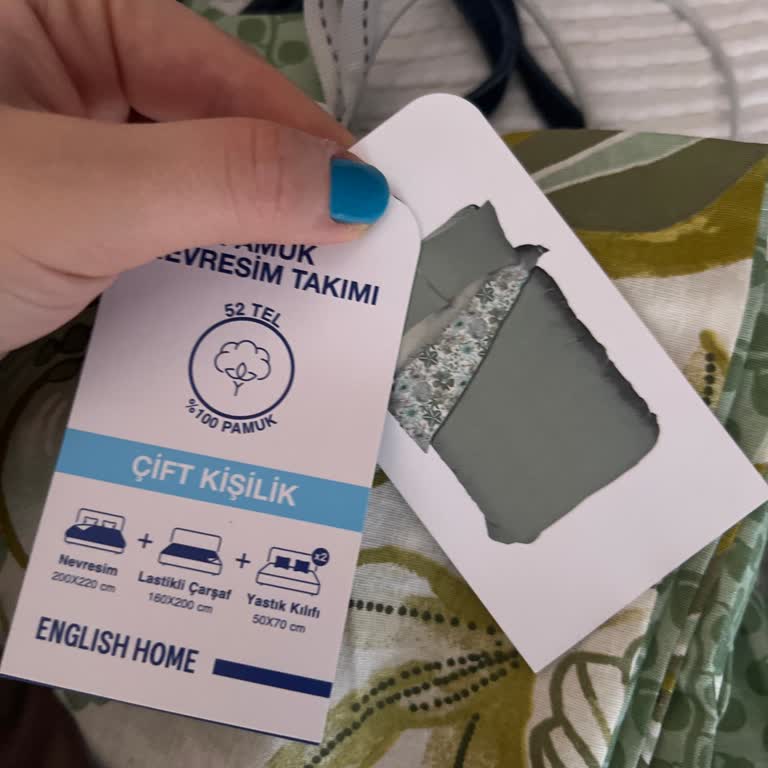 NEVRESİM TAKIMI
52 TEL
%100 PAMUK
ÇİFT KİŞİLİK
+ + x2
Nevresim Lastikli Çarşaf Yastık Kılıfı
200X220 cm 160X200 cm 50X70 cm
ENGLISH HOME